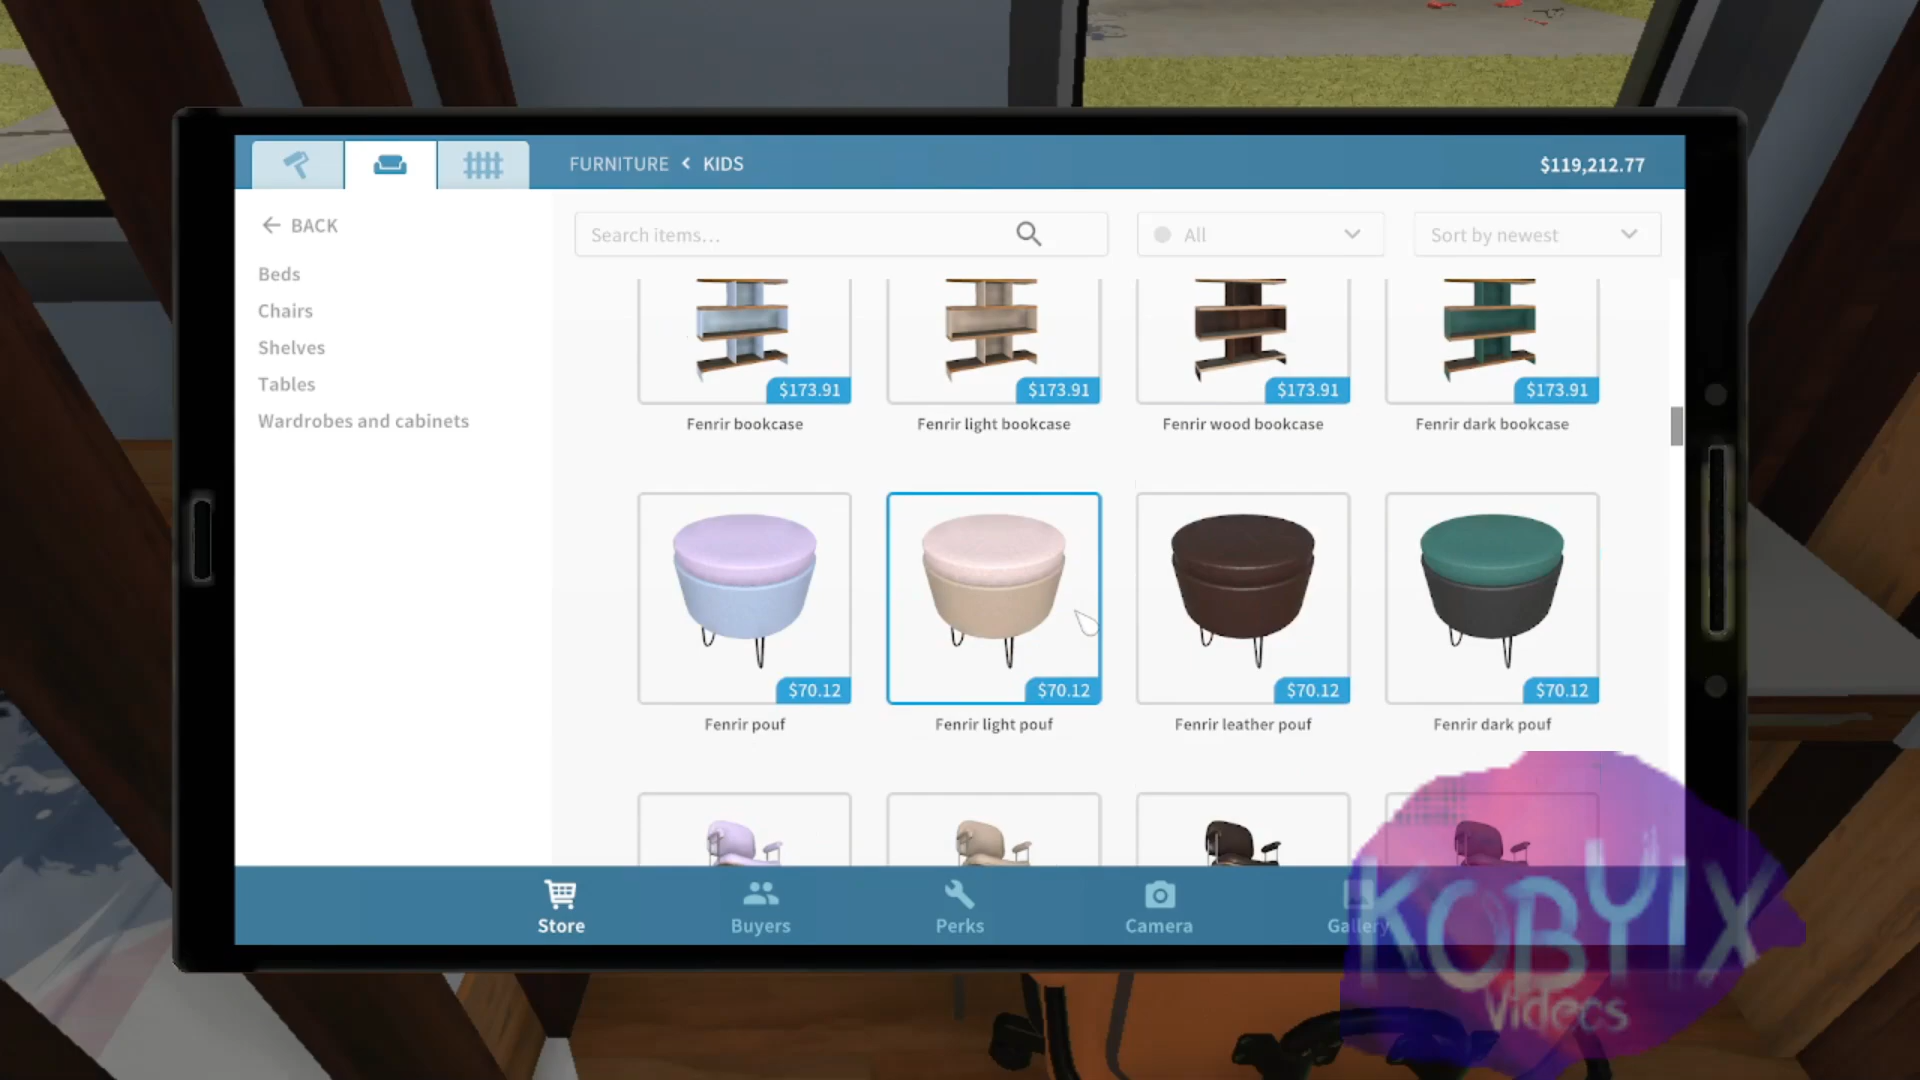 FURNITURE < KIDS
$119,212.77
BACK
Search items...
All
Sort by newest
Beds
Chairs
Shelves
Tables
Wardrobes and cabinets
$173.91
$173.91
$173.91
$173.91
Fenrir bookcase
Fenrir light bookcase
Fenrir wood bookcase
Fenrir dark bookcase
$70.12
$70.12
$70.12
$70.12
Fenrir pouf
Fenrir light pouf
Fenrir leather pouf
Fenrir dark pouf
Store
Buyers
Perks
Camera
Gallery
KOBYIX
Videos